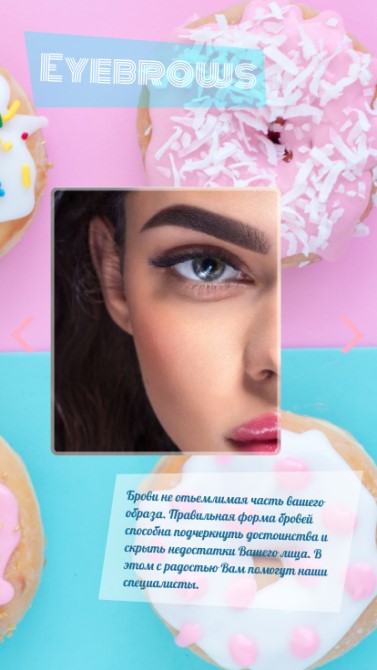 Eyebrows
Брови не отьемлимая часть вашего
образа. Правильная форма бровей
способна подчеркнуть достоинства и
скрыть недостатки Вашего лица. В
этом с радостью Вам помогут наши
специалисты.